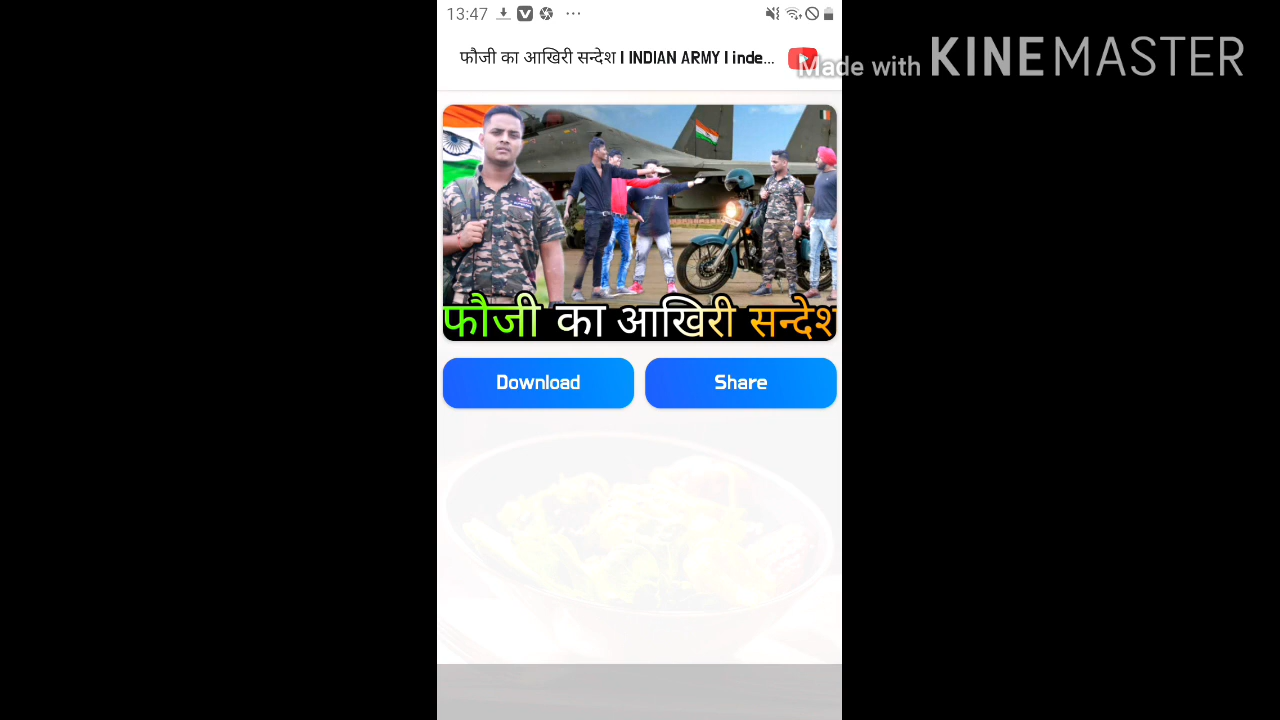 13:47
फौजी का आखिरी सन्देश I INDIAN ARMY I inde...
Made with KINEMASTER
फौजी का आखिरी सन्देश
Download
Share